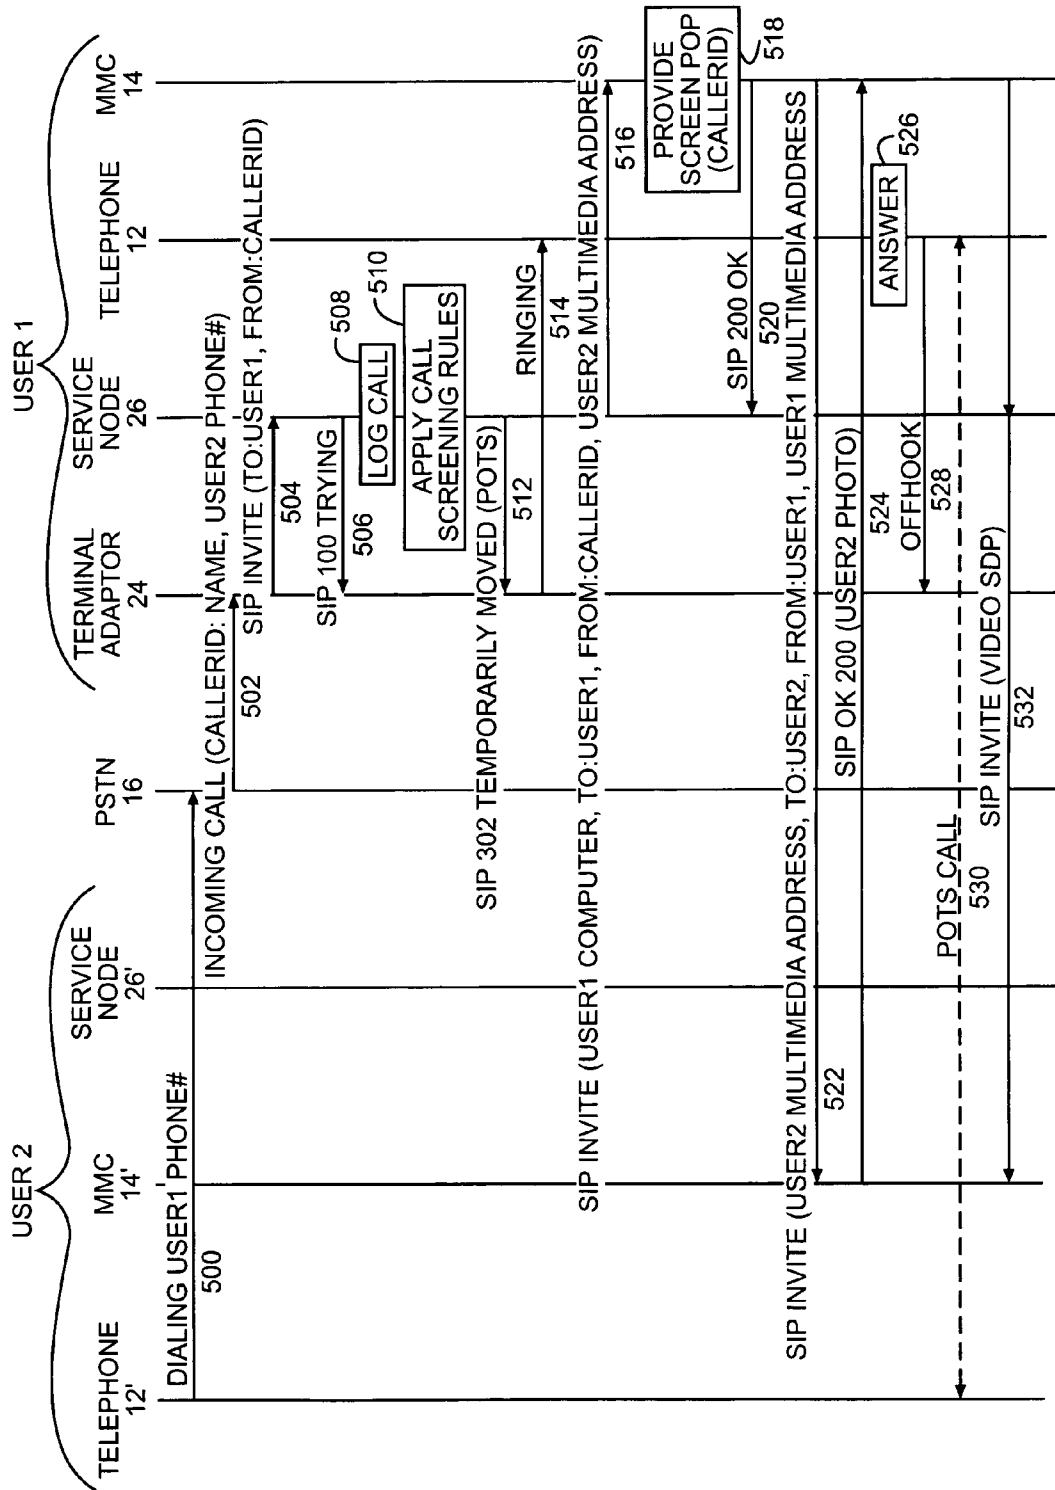 USER 2
USER 1
TELEPHONE
12'
MMC
14'
SERVICE
NODE
26'
PSTN
16
TERMINAL
ADAPTOR
24
SERVICE
NODE
26
TELEPHONE
12
MMC
14
DIALING USER1 PHONE#
500
INCOMING CALL (CALLERID: NAME, USER2 PHONE#)
502
SIP INVITE (TO:USER1, FROM:CALLERID)
504
SIP 100 TRYING
506
LOG CALL
508
APPLY CALL
SCREENING RULES
510
SIP 302 TEMPORARILY MOVED (POTS)
512
RINGING
514
SIP INVITE (USER1 COMPUTER, TO:USER1, FROM:CALLERID, USER2 MULTIMEDIA ADDRESS)
516
PROVIDE
SCREEN POP
(CALLERID)
518
SIP 200 OK
520
SIP INVITE (USER2 MULTIMEDIA ADDRESS, TO:USER2, FROM:USER1, USER1 MULTIMEDIA ADDRESS
522
SIP OK 200 (USER2 PHOTO)
524
ANSWER
526
OFFHOOK
528
POTS CALL
530
SIP INVITE (VIDEO SDP)
532